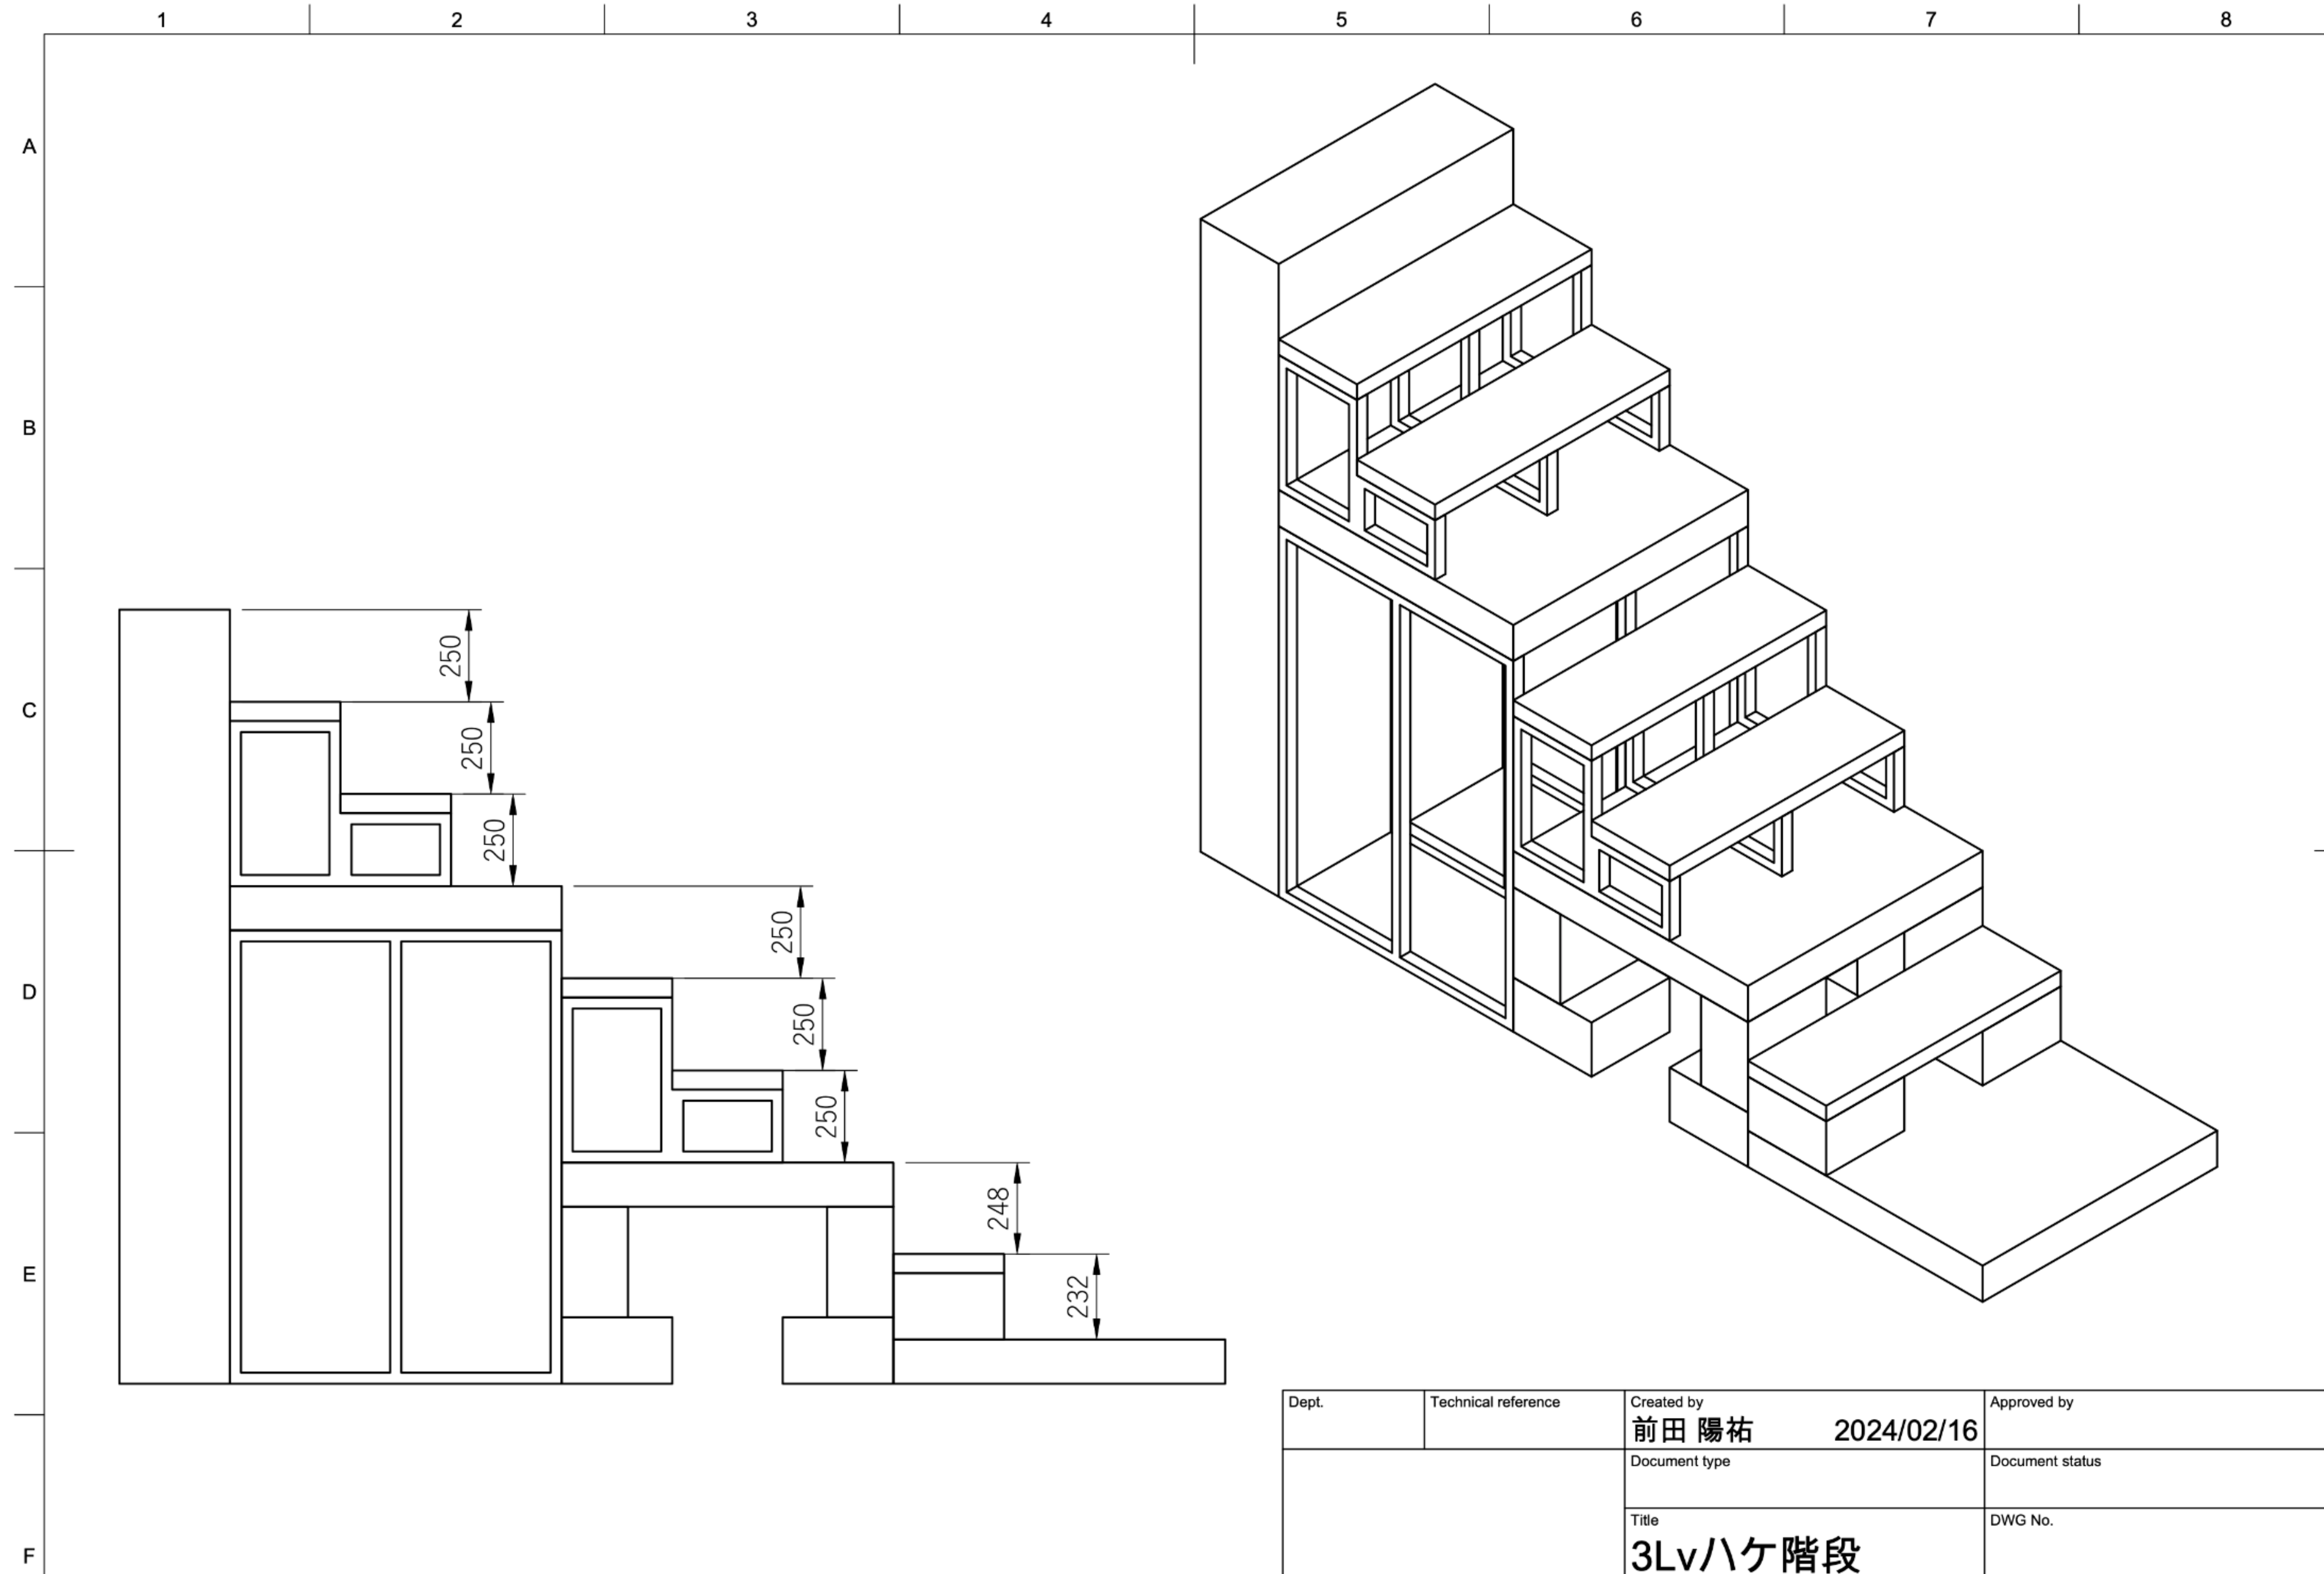 1 2 3 4 5 6 7 8
A
B
C
D
E
F
250
250
250
250
250
250
248
232
Dept. Technical reference Created by Approved by
前田 陽祐 2024/02/16
Document type Document status
Title DWG No.
3Lvハケ階段